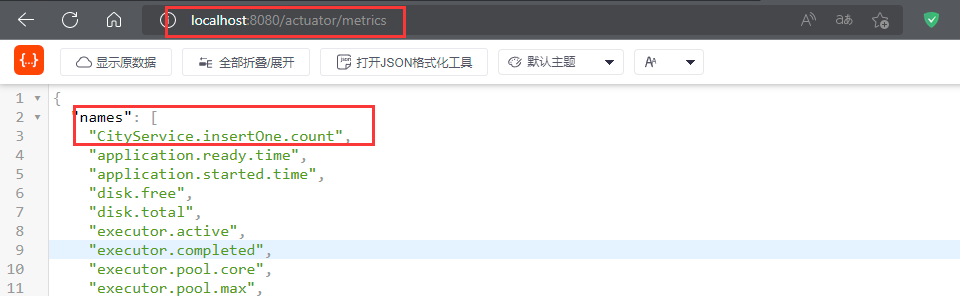 localhost:8080/actuator/metrics
A» aあ
{...} 显示原数据 全部折叠/展开 json 打开JSON格式化工具 默认主题 AA
1 {
2 "names": [
3 "CityService.insertOne.count",
4 "application.ready.time",
5 "application.started.time",
6 "disk.free",
7 "disk.total",
8 "executor.active",
9 "executor.completed",
10 "executor.pool.core",
11 "executor.pool.max",